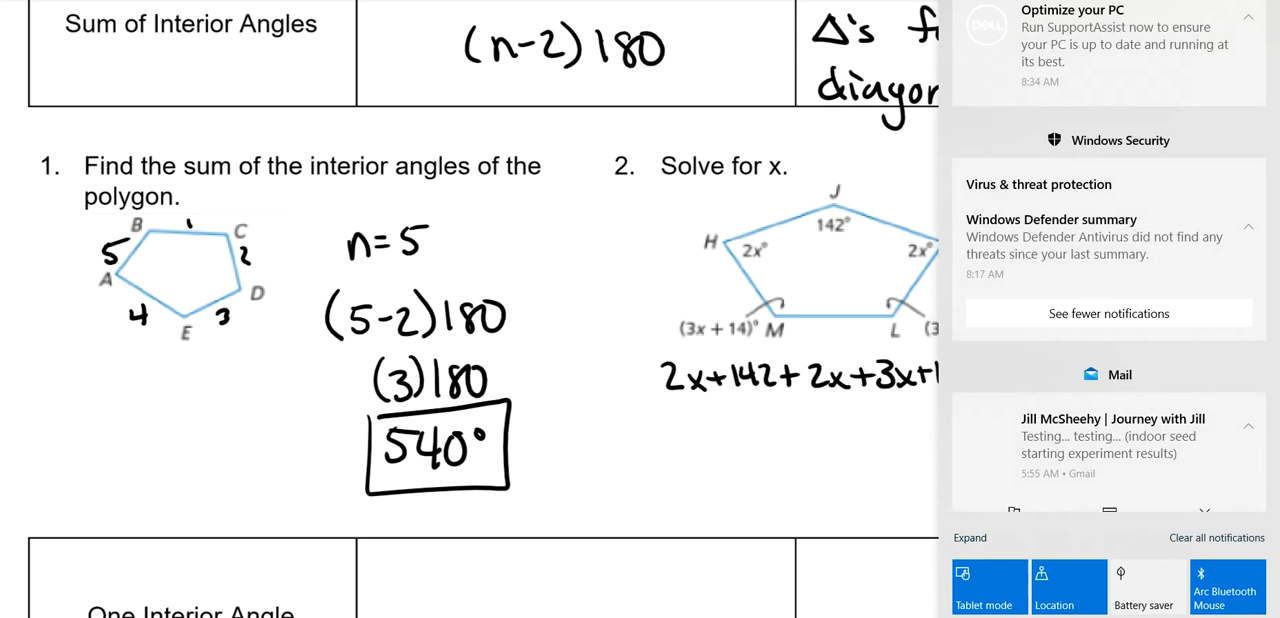 Sum of Interior Angles
(n-2)180
Δ's
diagon
1. Find the sum of the interior angles of the
polygon.
B
1
C
5
2
A
D
4
3
E
n=5
(5-2)180
(3)180
540°
2. Solve for x.
J
142°
H
2x°
2x°
(3x + 14)° M
L (3
2x+142+2x+3x+1
One Interior Angle
DELL
Optimize your PC
Run SupportAssist now to ensure
your PC is up to date and running at
its best.
8:34 AM
Windows Security
Virus & threat protection
Windows Defender summary
Windows Defender Antivirus did not find any
threats since your last summary.
8:17 AM
See fewer notifications
Mail
Jill McSheehy | Journey with Jill
Testing... testing... (indoor seed
starting experiment results)
5:55 AM • Gmail
Expand
Clear all notifications
Tablet mode
Location
Battery saver
Arc Bluetooth
Mouse